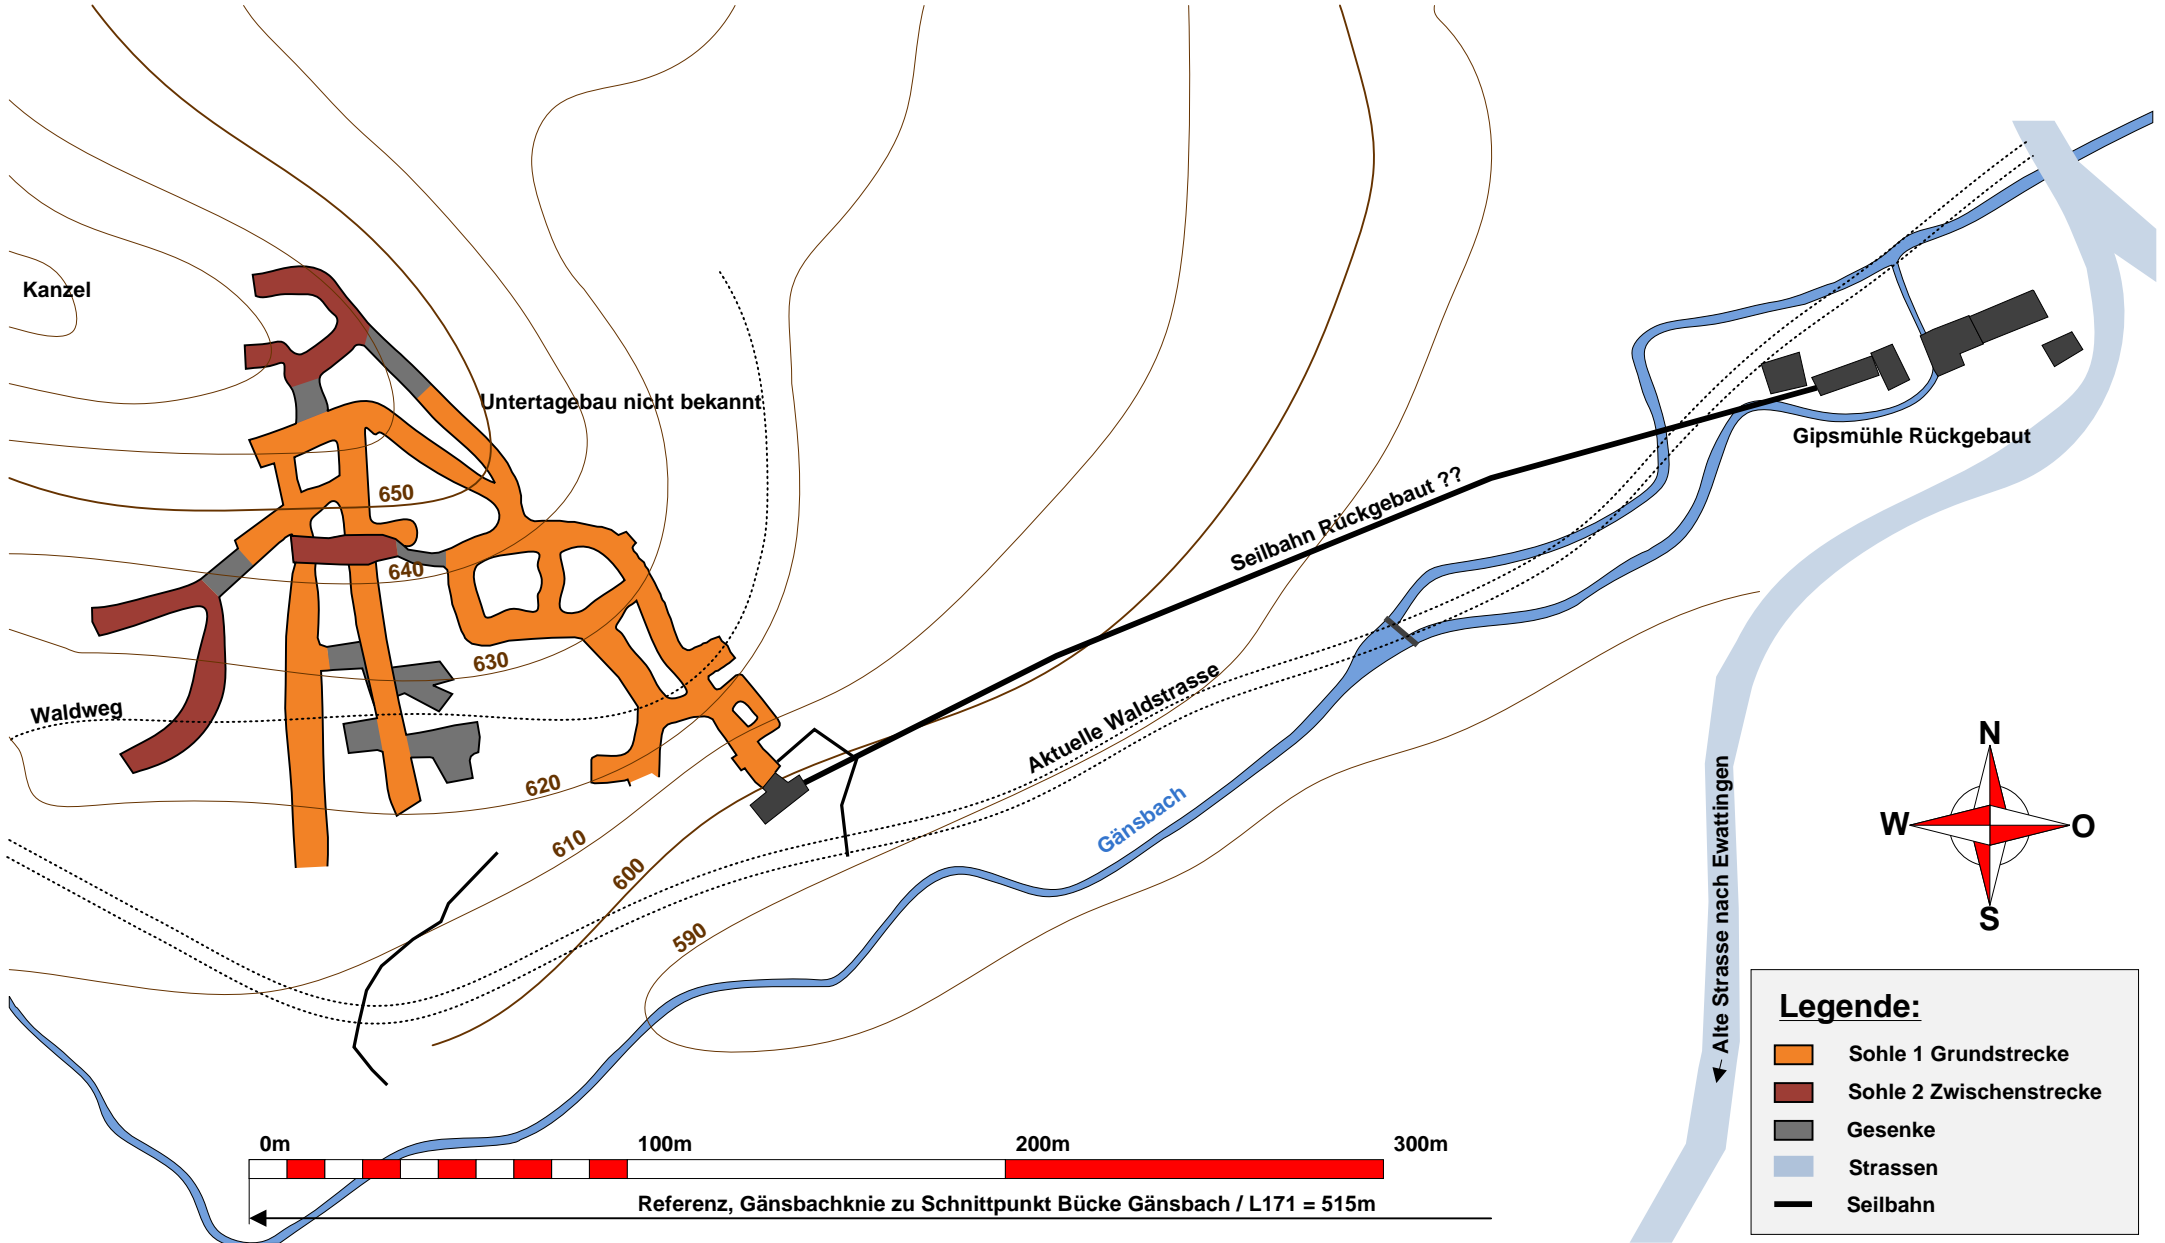 Kanzel
Untertagebau nicht bekannt
Gipsmühle Rückgebaut
Seilbahn Rückgebaut ??
650
640
630
Waldweg
620
610
600
590
Aktuelle Waldstrasse
Gänsbach
Alte Strasse nach Ewattingen
N
W
O
S
Legende:
Sohle 1 Grundstrecke
Sohle 2 Zwischenstrecke
Gesenke
Strassen
Seilbahn
0m 100m 200m 300m
Referenz, Gänsbachknie zu Schnittpunkt Bücke Gänsbach / L171 = 515m